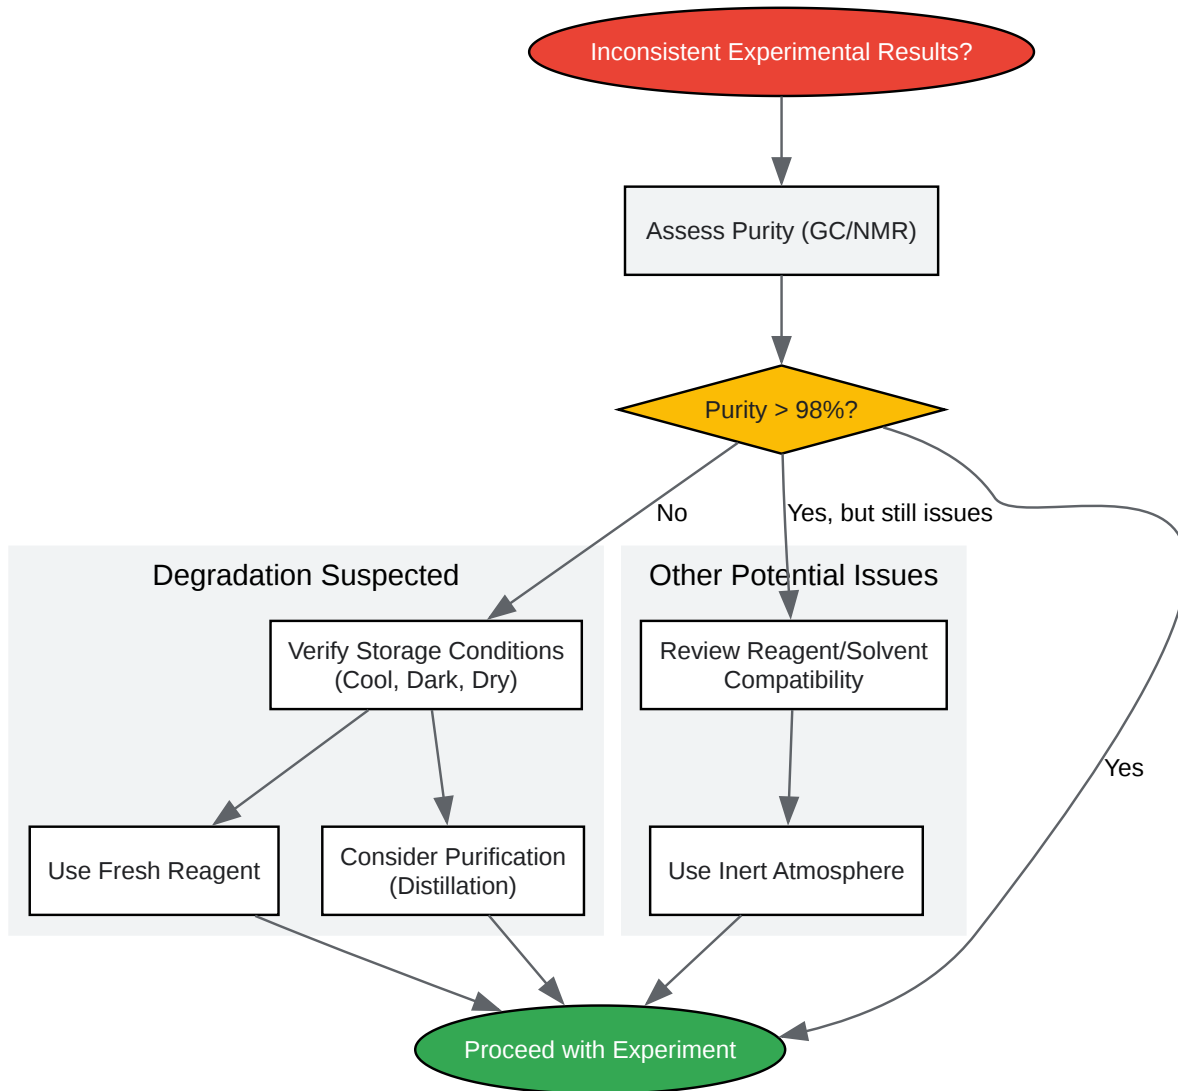 Inconsistent Experimental Results?
Assess Purity (GC/NMR)
Purity > 98%?
No
Yes, but still issues
Degradation Suspected
Other Potential Issues
Verify Storage Conditions
(Cool, Dark, Dry)
Review Reagent/Solvent
Compatibility
Yes
Use Fresh Reagent
Consider Purification
(Distillation)
Use Inert Atmosphere
Proceed with Experiment